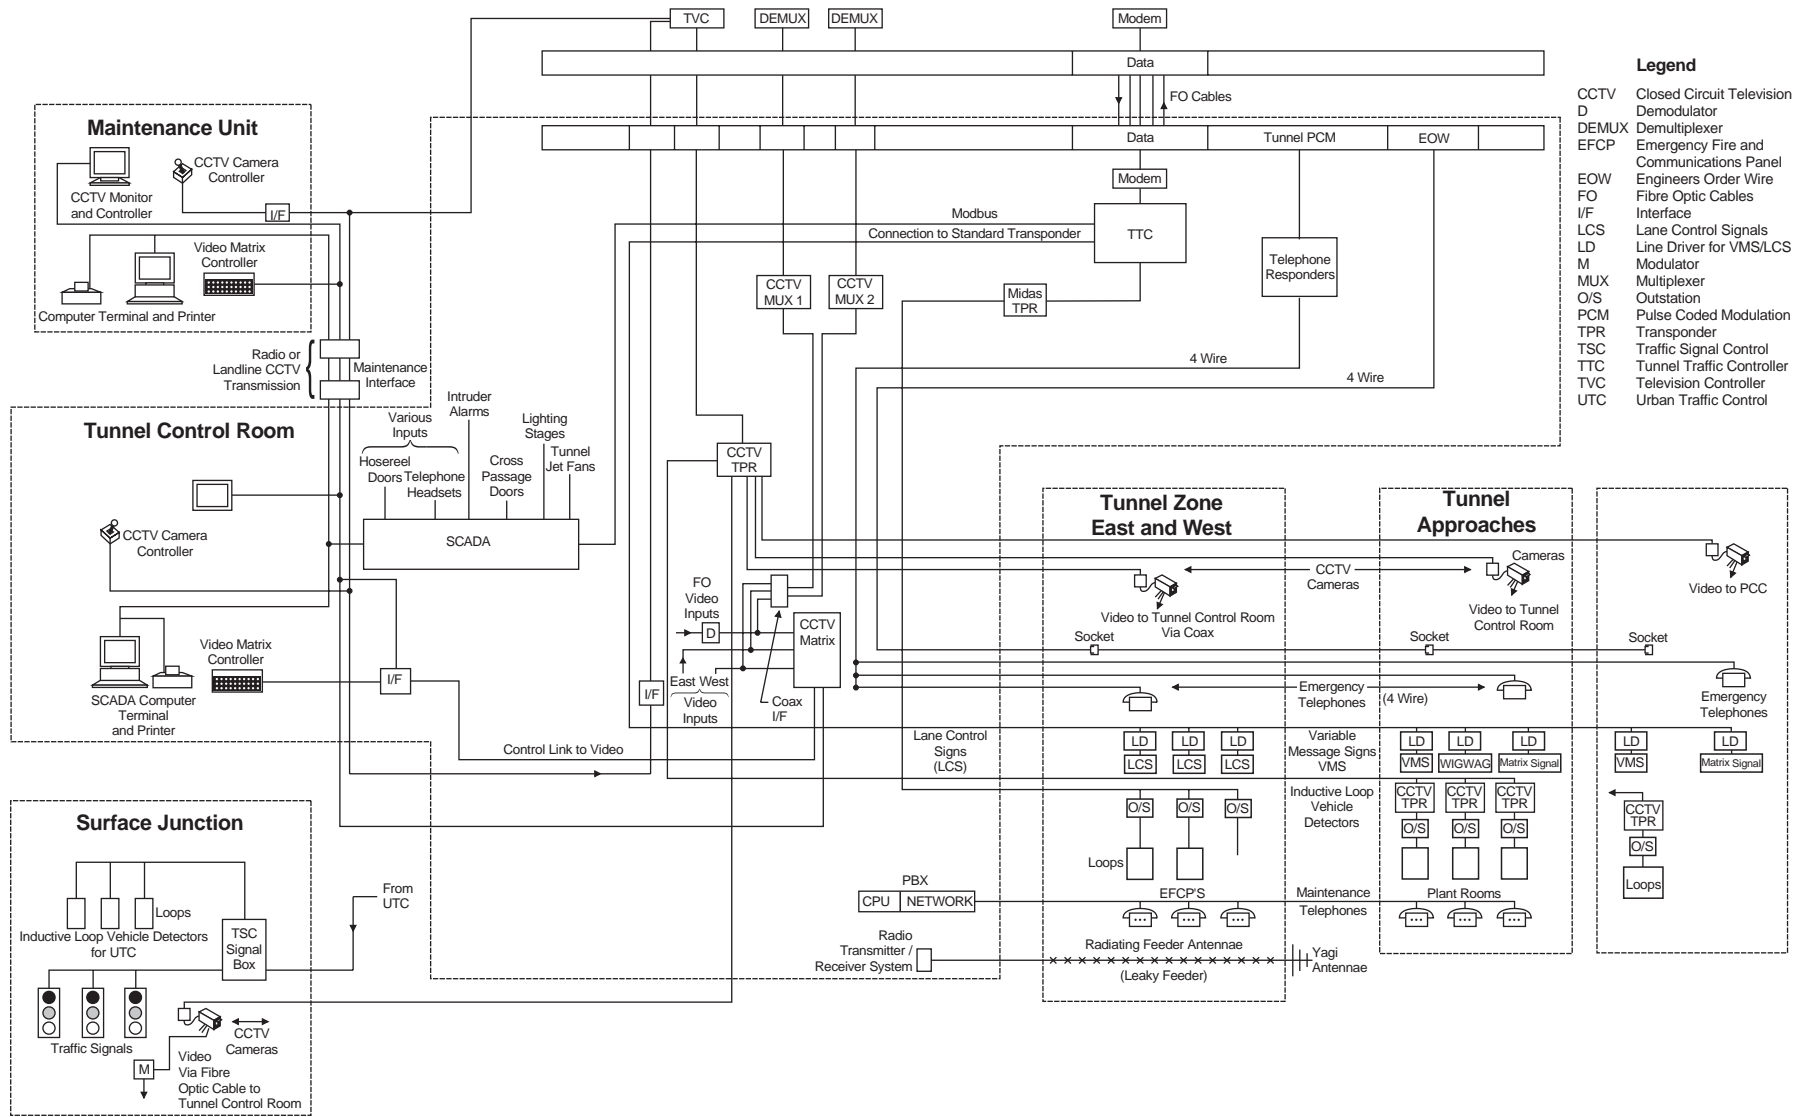 TVC
DEMUX
DEMUX
Modem
Data
FO Cables
Data
Tunnel PCM
EOW
Modem
Legend
CCTV Closed Circuit Television
D Demodulator
DEMUX Demultiplexer
EFCP Emergency Fire and
Communications Panel
EOW Engineers Order Wire
FO Fibre Optic Cables
I/F Interface
LCS Lane Control Signals
LD Line Driver for VMS/LCS
M Modulator
MUX Multiplexer
O/S Outstation
PCM Pulse Coded Modulation
TPR Transponder
TSC Traffic Signal Control
TTC Tunnel Traffic Controller
TVC Television Controller
UTC Urban Traffic Control
Maintenance Unit
CCTV Camera
Controller
CCTV Monitor
and Controller
I/F
Video Matrix
Controller
Computer Terminal and Printer
Radio or
Landline CCTV
Transmission
Maintenance
Interface
Modbus
Connection to Standard Transponder
TTC
Telephone
Responders
CCTV
MUX 1
CCTV
MUX 2
Midas
TPR
4 Wire
4 Wire
Tunnel Control Room
Various
Inputs
Intruder
Alarms
Lighting
Stages
Hosereel
Doors
Telephone
Headsets
Cross
Passage
Doors
Tunnel
Jet Fans
SCADA
CCTV
TPR
CCTV Camera
Controller
Video Matrix
Controller
SCADA Computer
Terminal
and Printer
I/F
Control Link to Video
FO
Video
Inputs
D
CCTV
Matrix
I/F
East West
Video
Inputs
Coax
I/F
Tunnel Zone
East and West
CCTV
Cameras
Video to Tunnel Control Room
Via Coax
Socket
Tunnel
Approaches
Cameras
Video to Tunnel
Control Room
Socket
Video to PCC
Socket
Emergency
Telephones
(4 Wire)
Emergency
Telephones
Lane Control
Signs
(LCS)
LD
LCS
LD
LCS
LD
LCS
Variable
Message Signs
VMS
LD
VMS
LD
WIGWAG
LD
Matrix Signal
LD
VMS
LD
Matrix Signal
O/S
O/S
O/S
Loops
Inductive Loop
Vehicle
Detectors
CCTV
TPR
CCTV
TPR
CCTV
TPR
O/S
O/S
O/S
CCTV
TPR
O/S
Loops
PBX
CPU
NETWORK
EFCP'S
Maintenance
Telephones
Plant Rooms
Radio
Transmitter /
Receiver System
Radiating Feeder Antennae
(Leaky Feeder)
Yagi
Antennae
Surface Junction
Loops
Inductive Loop Vehicle Detectors
for UTC
TSC
Signal
Box
From
UTC
Traffic Signals
CCTV
Cameras
M
Video
Via Fibre
Optic Cable to
Tunnel Control Room